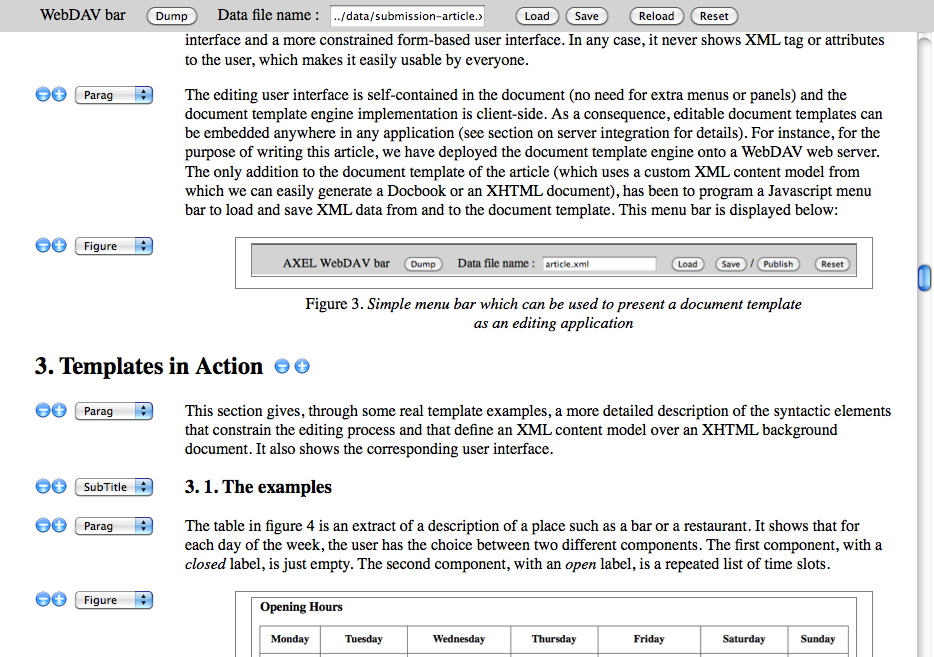 WebDAV bar Dump Data file name : ../data/submission-article.x Load Save Reload Reset
interface and a more constrained form-based user interface. In any case, it never shows XML tag or attributes
to the user, which makes it easily usable by everyone.
Parag The editing user interface is self-contained in the document (no need for extra menus or panels) and the
document template engine implementation is client-side. As a consequence, editable document templates can
be embedded anywhere in any application (see section on server integration for details). For instance, for the
purpose of writing this article, we have deployed the document template engine onto a WebDAV web server.
The only addition to the document template of the article (which uses a custom XML content model from
which we can easily generate a Docbook or an XHTML document), has been to program a Javascript menu
bar to load and save XML data from and to the document template. This menu bar is displayed below:
Figure
AXEL WebDAV bar Dump Data file name : article.xml Load Save / Publish Reset
Figure 3. Simple menu bar which can be used to present a document template
as an editing application
3. Templates in Action
Parag This section gives, through some real template examples, a more detailed description of the syntactic elements
that constrain the editing process and that define an XML content model over an XHTML background
document. It also shows the corresponding user interface.
SubTitle 3. 1. The examples
Parag The table in figure 4 is an extract of a description of a place such as a bar or a restaurant. It shows that for
each day of the week, the user has the choice between two different components. The first component, with a
closed label, is just empty. The second component, with an open label, is a repeated list of time slots.
Figure
Opening Hours
Monday Tuesday Wednesday Thursday Friday Saturday Sunday